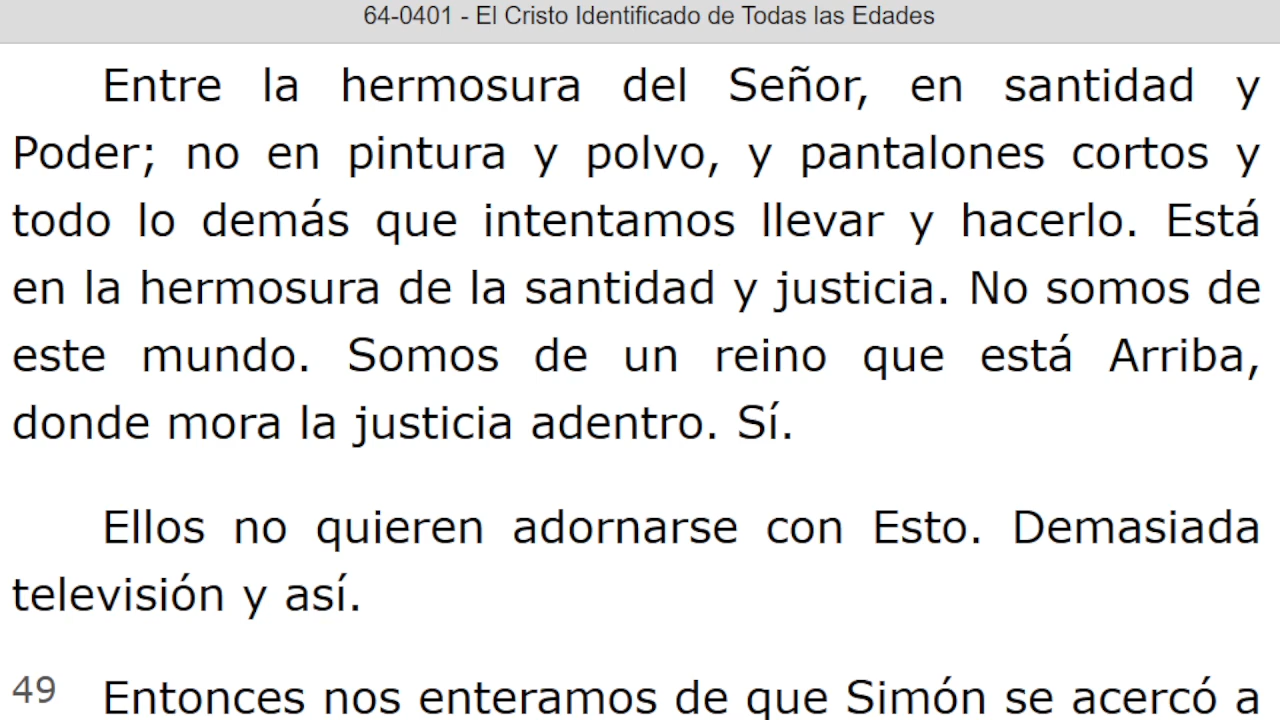 64-0401 - El Cristo Identificado de Todas las Edades
Entre la hermosura del Señor, en santidad y
Poder; no en pintura y polvo, y pantalones cortos y
todo lo demás que intentamos llevar y hacerlo. Está
en la hermosura de la santidad y justicia. No somos de
este mundo. Somos de un reino que está Arriba,
donde mora la justicia adentro. Sí.
Ellos no quieren adornarse con Esto. Demasiada
televisión y así.
49 Entonces nos enteramos de que Simón se acercó a